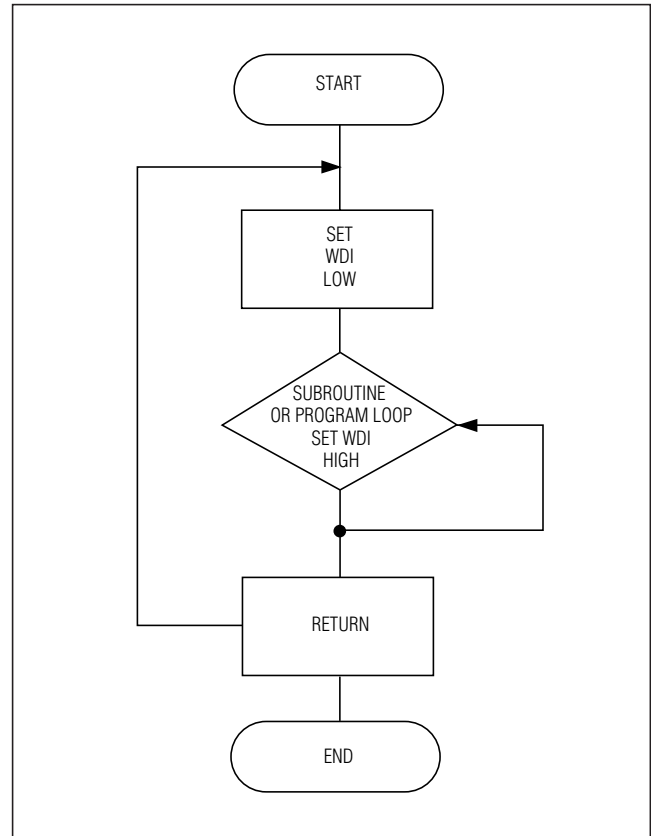 START
SET
WDI
LOW
SUBROUTINE
OR PROGRAM LOOP
SET WDI
HIGH
RETURN
END